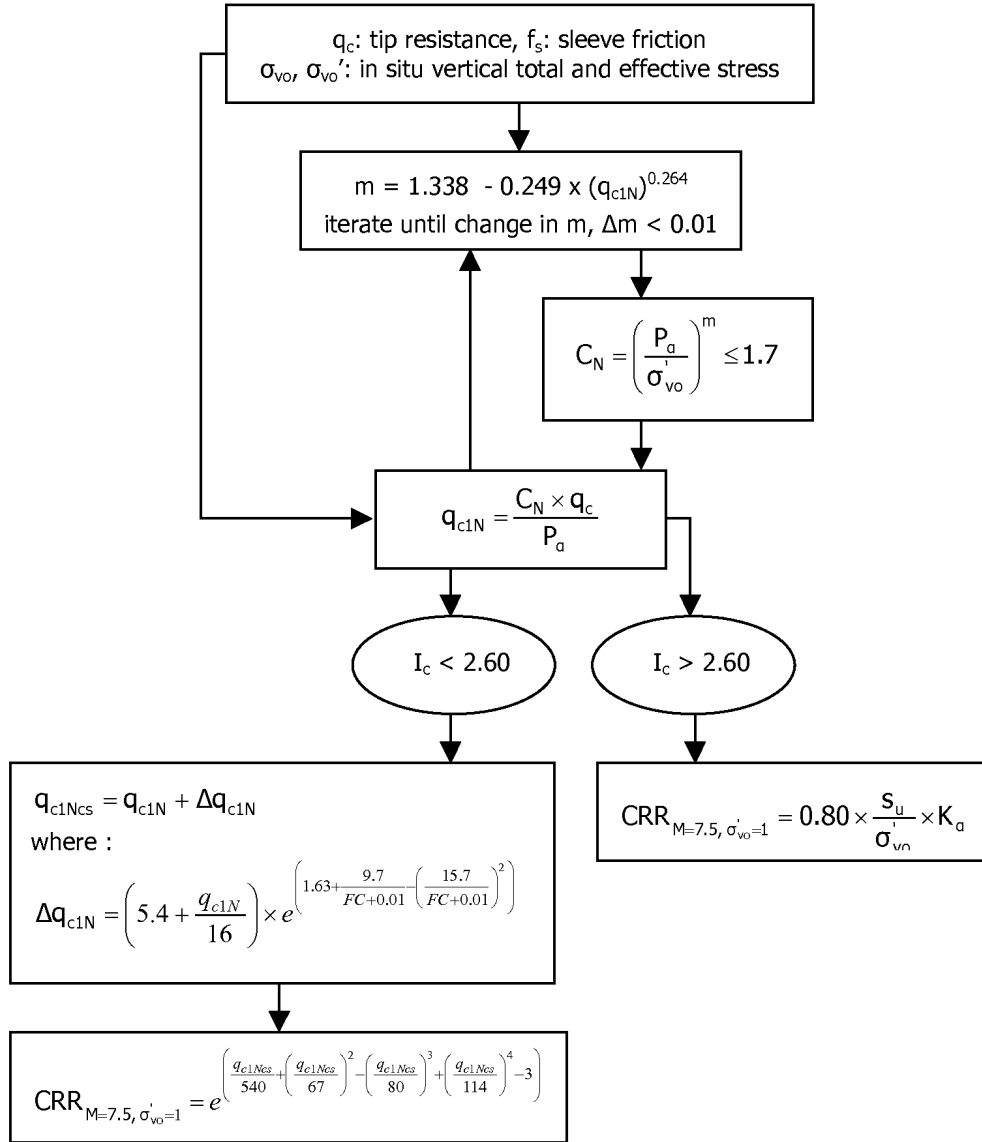 q_c: tip resistance, f_s: sleeve friction
σ_vo, σ_vo′: in situ vertical total and effective stress
m = 1.338 - 0.249 x (q_c1N)^0.264
iterate until change in m, Δm < 0.01
C_N = (P_a / σ'_vo)^m ≤ 1.7
q_c1N = (C_N × q_c) / P_a
I_c < 2.60
I_c > 2.60
q_c1Ncs = q_c1N + Δq_c1N
where :
Δq_c1N = (5.4 + q_c1N / 16) × e^(1.63 + 9.7 / (FC+0.01) − (15.7 / (FC+0.01))^2)
CRR_M=7.5, σ'_vo=1 = 0.80 × s_u / σ'_vo × K_α
CRR_M=7.5, σ'_vo=1 = e^(q_c1Ncs / 540 + (q_c1Ncs / 67)^2 − (q_c1Ncs / 80)^3 + (q_c1Ncs / 114)^4 − 3)